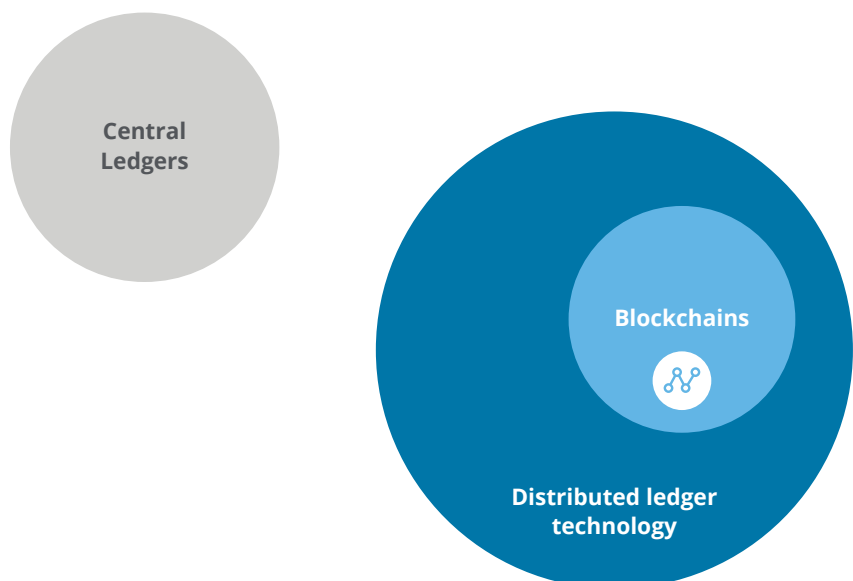 Central
Ledgers
Blockchains
Distributed ledger
technology